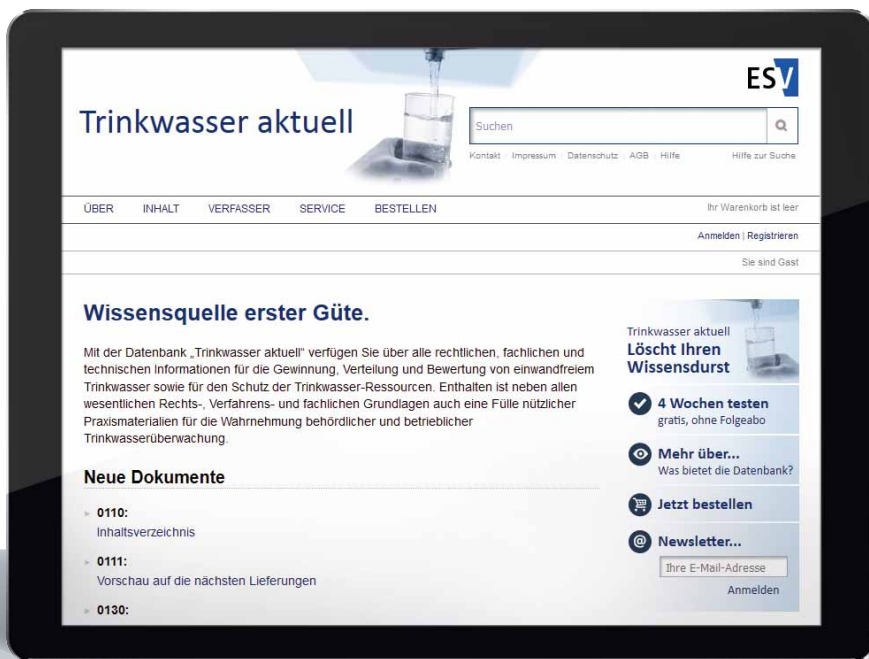 ESV
Trinkwasser aktuell
Suchen
Kontakt | Impressum | Datenschutz | AGB | Hilfe
Hilfe zur Suche
ÜBER INHALT VERFASSER SERVICE BESTELLEN
Ihr Warenkorb ist leer
Anmelden | Registrieren
Sie sind Gast
Wissensquelle erster Güte.
Mit der Datenbank „Trinkwasser aktuell“ verfügen Sie über alle rechtlichen, fachlichen und
technischen Informationen für die Gewinnung, Verteilung und Bewertung von einwandfreiem
Trinkwasser sowie für den Schutz der Trinkwasser-Ressourcen. Enthalten ist neben allen
wesentlichen Rechts-, Verfahrens- und fachlichen Grundlagen auch eine Fülle nützlicher
Praxismaterialien für die Wahrnehmung behördlicher und betrieblicher
Trinkwasserüberwachung.
Neue Dokumente
0110:
Inhaltsverzeichnis
0111:
Vorschau auf die nächsten Lieferungen
0130:
Trinkwasser aktuell
Löscht Ihren
Wissensdurst
4 Wochen testen
gratis, ohne Folgeabo
Mehr über...
Was bietet die Datenbank?
Jetzt bestellen
@ Newsletter...
Ihre E-Mail-Adresse
Anmelden